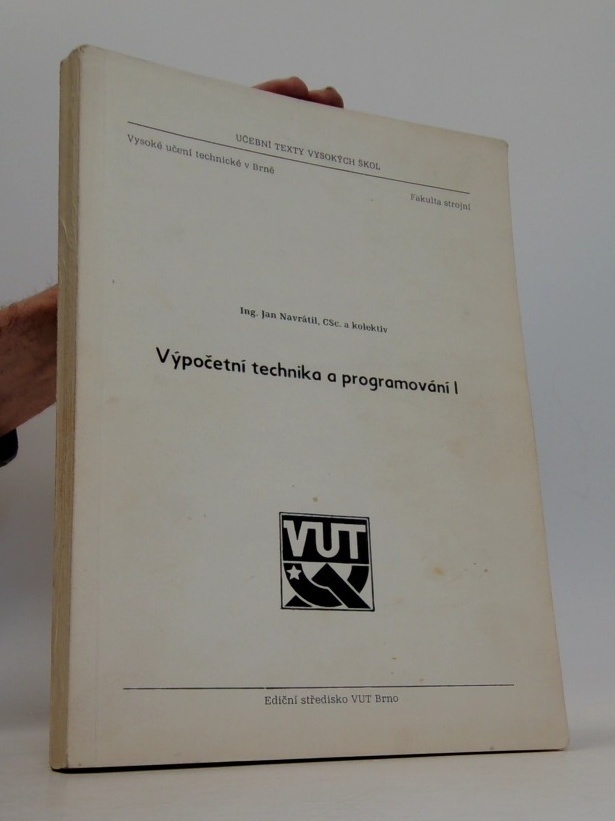 UČEBNÍ TEXTY VYSOKÝCH ŠKOL
Vysoké učení technické v Brně
Fakulta strojní
Ing. Jan Navrátil, CSc. a kolektiv
Výpočetní technika a programování I
VUT
Ediční středisko VUT Brno